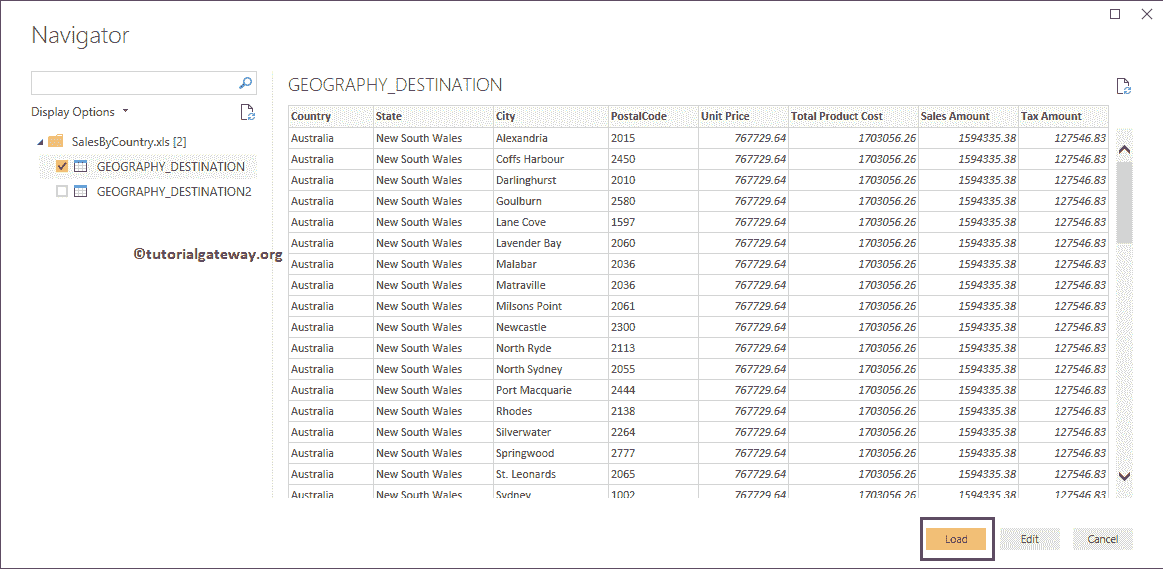 Navigator
Display Options
SalesByCountry.xls [2]
GEOGRAPHY_DESTINATION
GEOGRAPHY_DESTINATION2
©tutorialgateway.org
GEOGRAPHY_DESTINATION
Country State City PostalCode Unit Price Total Product Cost Sales Amount Tax Amount
Australia New South Wales Alexandria 2015 767729.64 1703056.26 1594335.38 127546.83
Australia New South Wales Coffs Harbour 2450 767729.64 1703056.26 1594335.38 127546.83
Australia New South Wales Darlinghurst 2010 767729.64 1703056.26 1594335.38 127546.83
Australia New South Wales Goulburn 2580 767729.64 1703056.26 1594335.38 127546.83
Australia New South Wales Lane Cove 1597 767729.64 1703056.26 1594335.38 127546.83
Australia New South Wales Lavender Bay 2060 767729.64 1703056.26 1594335.38 127546.83
Australia New South Wales Malabar 2036 767729.64 1703056.26 1594335.38 127546.83
Australia New South Wales Matraville 2036 767729.64 1703056.26 1594335.38 127546.83
Australia New South Wales Milsons Point 2061 767729.64 1703056.26 1594335.38 127546.83
Australia New South Wales Newcastle 2300 767729.64 1703056.26 1594335.38 127546.83
Australia New South Wales North Ryde 2113 767729.64 1703056.26 1594335.38 127546.83
Australia New South Wales North Sydney 2055 767729.64 1703056.26 1594335.38 127546.83
Australia New South Wales Port Macquarie 2444 767729.64 1703056.26 1594335.38 127546.83
Australia New South Wales Rhodes 2138 767729.64 1703056.26 1594335.38 127546.83
Australia New South Wales Silverwater 2264 767729.64 1703056.26 1594335.38 127546.83
Australia New South Wales Springwood 2777 767729.64 1703056.26 1594335.38 127546.83
Australia New South Wales St. Leonards 2065 767729.64 1703056.26 1594335.38 127546.83
Australia New South Wales Sydney 1002 767729.64 1703056.26 1594335.38 127546.83
Load Edit Cancel